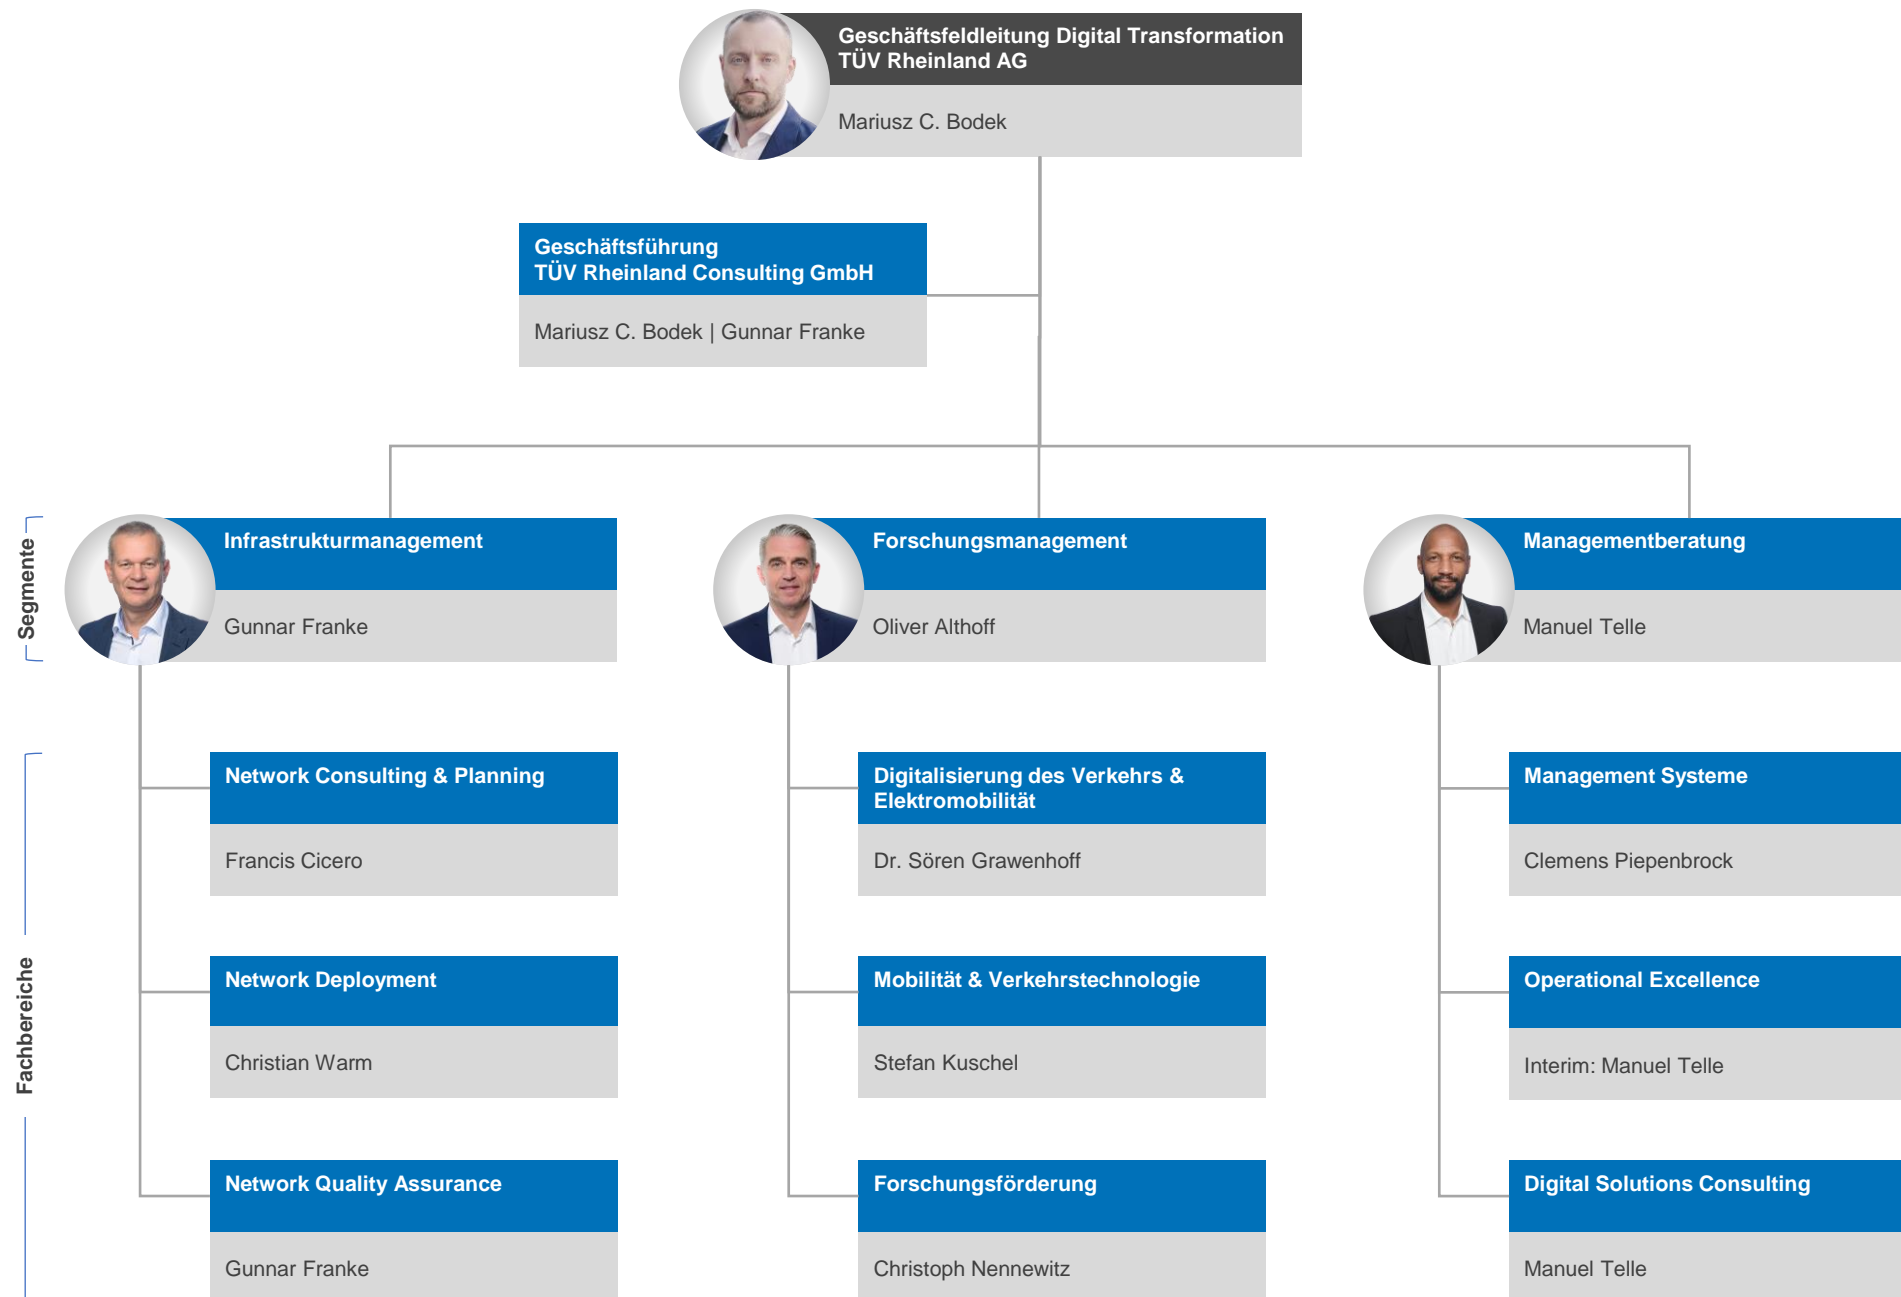 Geschäftsfeldleitung Digital Transformation
TÜV Rheinland AG
Mariusz C. Bodek
Geschäftsführung
TÜV Rheinland Consulting GmbH
Mariusz C. Bodek | Gunnar Franke
Segmente
Infrastrukturmanagement
Gunnar Franke
Forschungsmanagement
Oliver Althoff
Managementberatung
Manuel Telle
Fachbereiche
Network Consulting & Planning
Francis Cicero
Digitalisierung des Verkehrs &
Elektromobilität
Dr. Sören Grawenhoff
Management Systeme
Clemens Piepenbrock
Network Deployment
Christian Warm
Mobilität & Verkehrstechnologie
Stefan Kuschel
Operational Excellence
Interim: Manuel Telle
Network Quality Assurance
Gunnar Franke
Forschungsförderung
Christoph Nennewitz
Digital Solutions Consulting
Manuel Telle